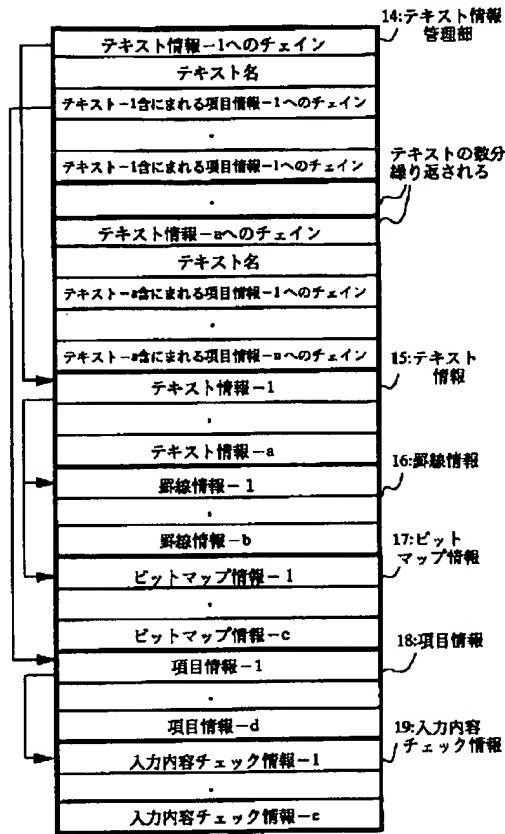 14:テキスト情報
管理部
テキスト情報-1へのチェイン
テキスト名
テキスト-1含にまれる項目情報-1へのチェイン
.
テキスト-1含にまれる項目情報-1へのチェイン
.
テキストの数分
繰り返される
テキスト情報-aへのチェイン
テキスト名
テキスト-a含にまれる項目情報-1へのチェイン
.
テキスト-a含にまれる項目情報-nへのチェイン
15:テキスト
情報
テキスト情報-1
.
テキスト情報-a
16:罫線情報
罫線情報-1
.
罫線情報-b
17:ビット
マップ情報
ビットマップ情報-1
.
ビットマップ情報-c
18:項目情報
項目情報-1
.
項目情報-d
19:入力内容
チェック情報
入力内容チェック情報-1
.
入力内容チェック情報-e